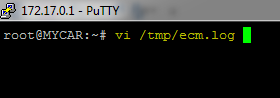 172.17.0.1 - PuTTY
root@MYCAR:~# vi /tmp/ecm.log